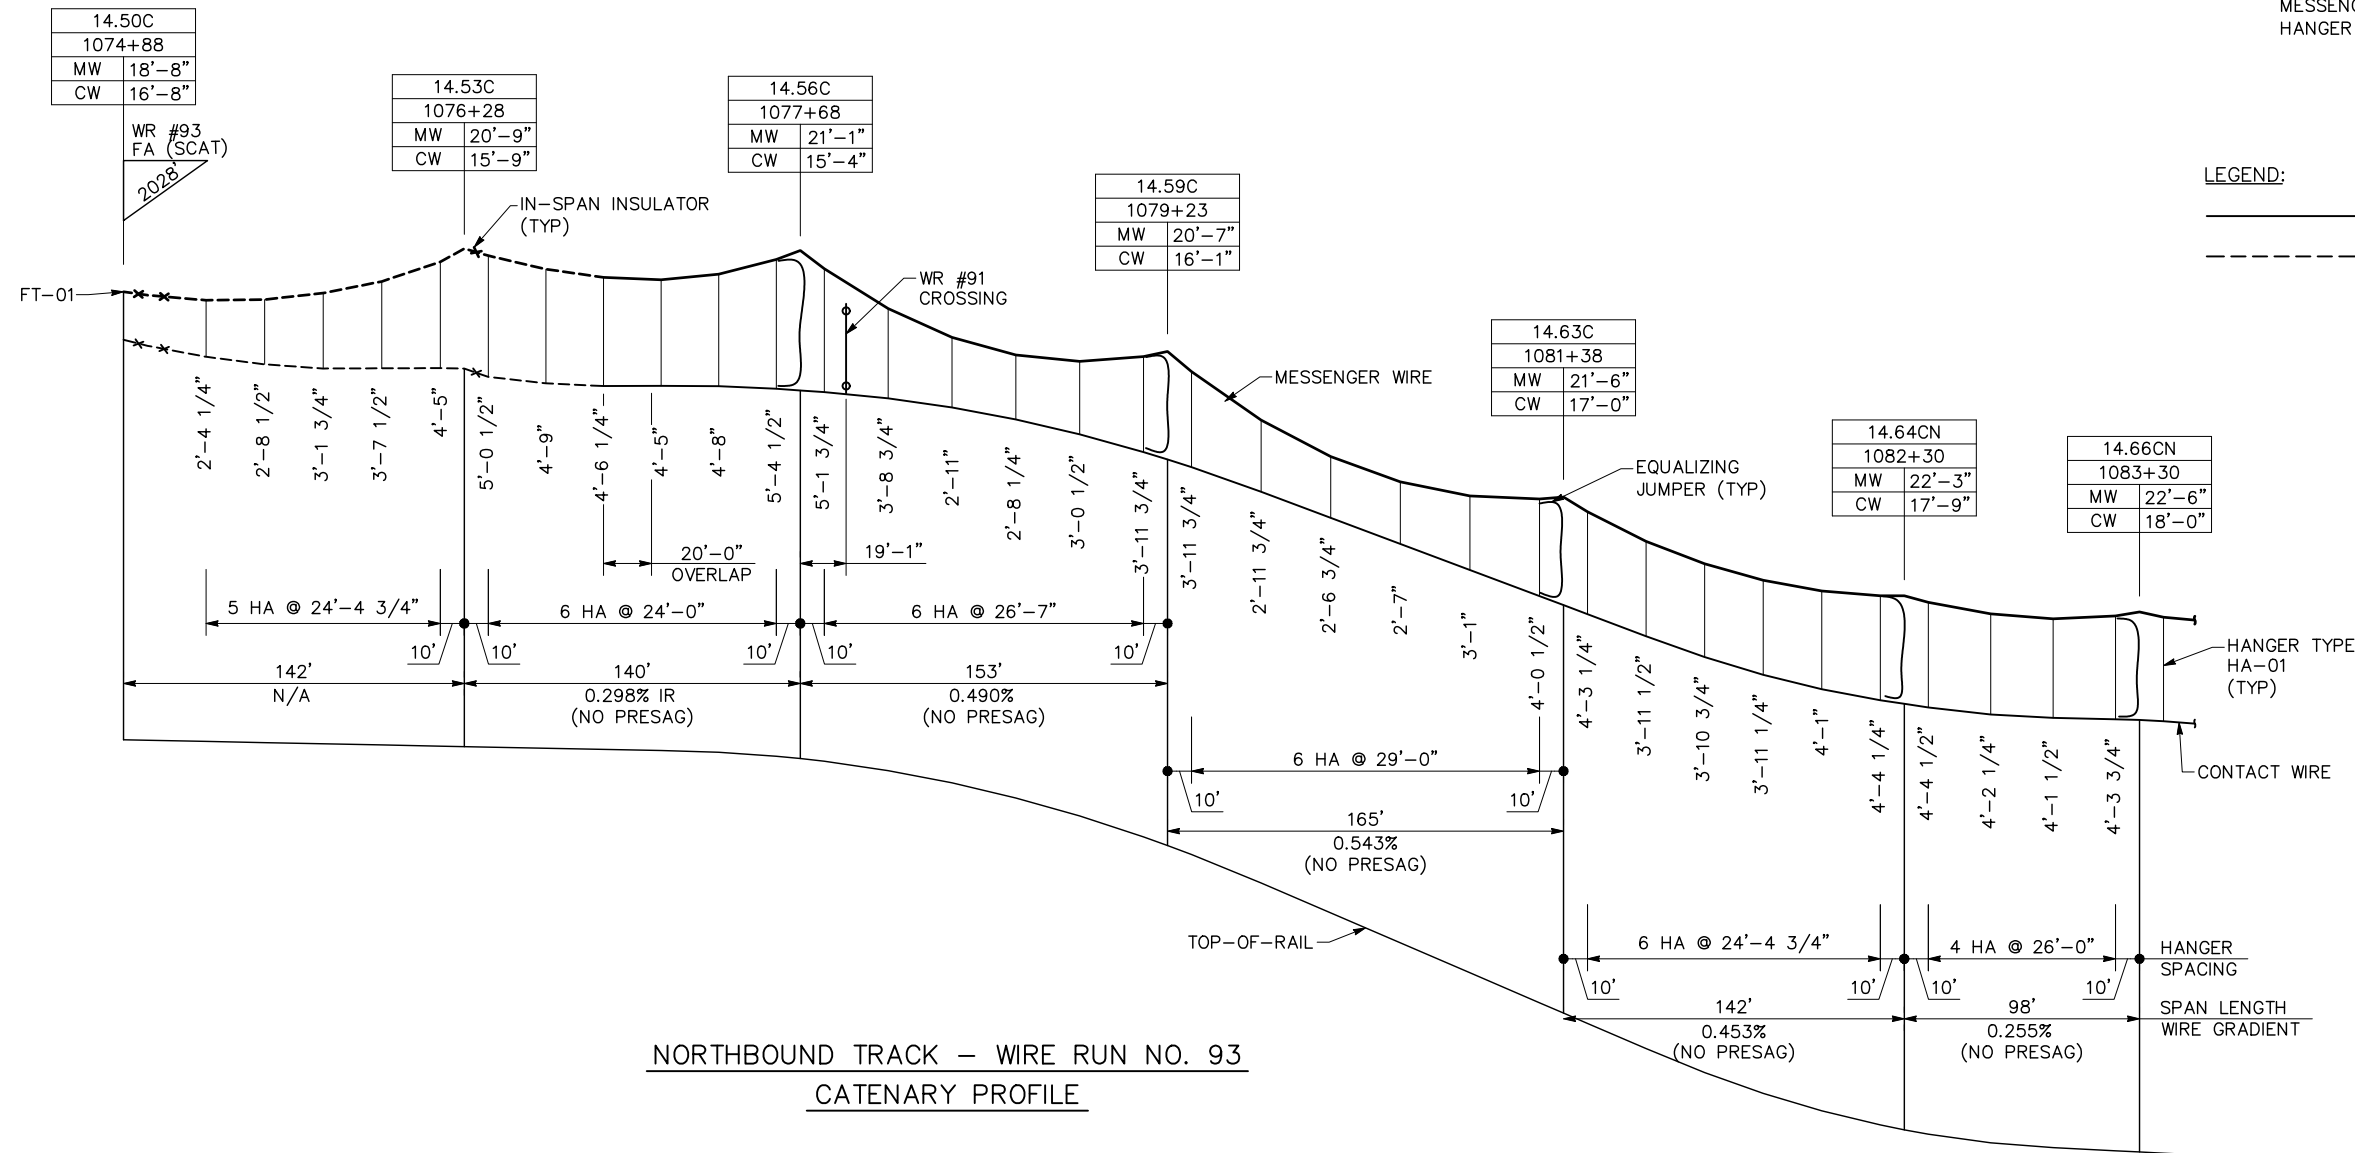 MESSENG
HANGER
14.50C
1074+88
MW 18'-8"
CW 16'-8"
WR #93
FA (SCAT)
2028'
FT-01
14.53C
1076+28
MW 20'-9"
CW 15'-9"
IN-SPAN INSULATOR
(TYP)
14.56C
1077+68
MW 21'-1"
CW 15'-4"
WR #91
CROSSING
14.59C
1079+23
MW 20'-7"
CW 16'-1"
MESSENGER WIRE
14.63C
1081+38
MW 21'-6"
CW 17'-0"
EQUALIZING
JUMPER (TYP)
14.64CN
1082+30
MW 22'-3"
CW 17'-9"
14.66CN
1083+30
MW 22'-6"
CW 18'-0"
LEGEND:
HANGER TYPE
HA-01
(TYP)
CONTACT WIRE
2'-4 1/4"
2'-8 1/2"
3'-1 3/4"
3'-7 1/2"
4'-5"
5'-0 1/2"
4'-9"
4'-6 1/4"
4'-5"
4'-8"
5'-4 1/2"
5'-1 3/4"
3'-8 3/4"
2'-11"
2'-8 1/4"
3'-0 1/2"
3'-11 3/4"
3'-11 3/4"
2'-11 3/4"
2'-6 3/4"
2'-7"
3'-1"
4'-0 1/2"
4'-3 1/4"
3'-11 1/2"
3'-10 3/4"
3'-11 1/4"
4'-1"
4'-4 1/4"
4'-4 1/2"
4'-2 1/4"
4'-1 1/2"
4'-3 3/4"
20'-0"
OVERLAP
19'-1"
5 HA @ 24'-4 3/4"
10'
10'
6 HA @ 24'-0"
10'
10'
6 HA @ 26'-7"
10'
142'
N/A
140'
0.298% IR
(NO PRESAG)
153'
0.490%
(NO PRESAG)
10'
6 HA @ 29'-0"
10'
165'
0.543%
(NO PRESAG)
TOP-OF-RAIL
10'
6 HA @ 24'-4 3/4"
10'
10'
4 HA @ 26'-0"
10'
HANGER
SPACING
142'
0.453%
(NO PRESAG)
98'
0.255%
(NO PRESAG)
SPAN LENGTH
WIRE GRADIENT
NORTHBOUND TRACK - WIRE RUN NO. 93
CATENARY PROFILE